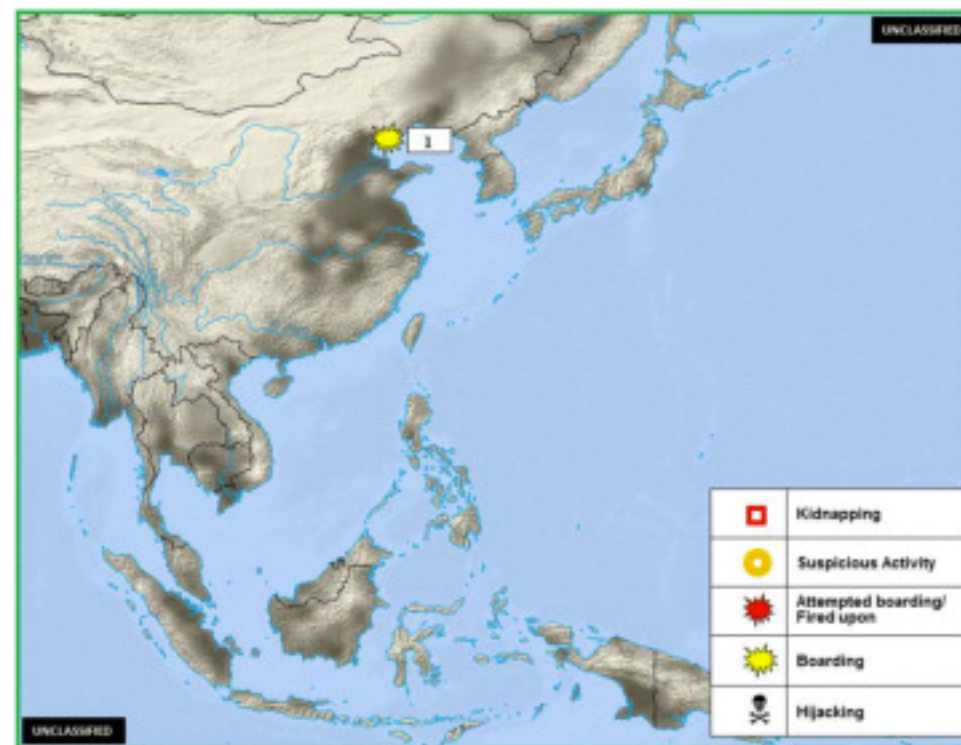 UNCLASSIFIED
1
Kidnapping
Suspicious Activity
Attempted boarding/
Fired upon
Boarding
Hijacking
UNCLASSIFIED